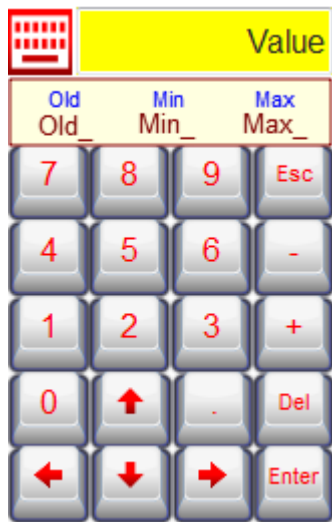 Value
Old Min Max
Old_ Min_ Max_
7 8 9 Esc
4 5 6 -
1 2 3 +
0 . Del
Enter